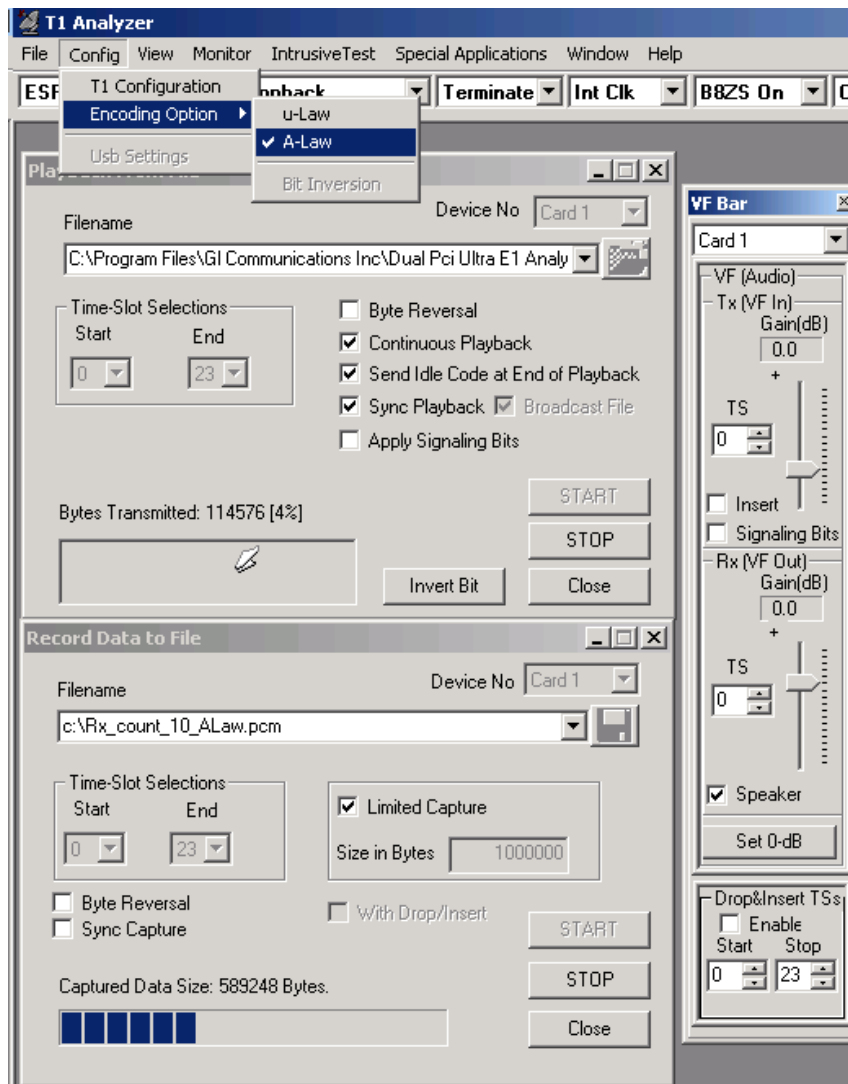 T1 Analyzer
File Config View Monitor IntrusiveTest Special Applications Window Help
Terminate Int Clk B8ZS On
T1 Configuration
Encoding Option
Usb Settings
u-Law
A-Law
Bit Inversion
Device No Card 1
Filename
C:\Program Files\GI Communications Inc\Dual Pci Ultra E1 Analy
Time-Slot Selections
Start End
0 23
Byte Reversal
Continuous Playback
Send Idle Code at End of Playback
Sync Playback Broadcast File
Apply Signaling Bits
Bytes Transmitted: 114576 [4%]
START
STOP
Invert Bit Close
Record Data to File
Device No Card 1
Filename
c:\Rx_count_10_ALaw.pcm
Time-Slot Selections
Start End
0 23
Limited Capture
Size in Bytes 1000000
Byte Reversal
Sync Capture
With Drop/Insert
START
Captured Data Size: 589248 Bytes.
STOP
Close
VF Bar
Card 1
VF (Audio)
Tx (VF In)
Gain(dB)
0.0
+
TS
0
Insert
Signaling Bits
Rx (VF Out)
Gain(dB)
0.0
+
TS
0
Speaker
Set 0-dB
Drop&Insert TSs
Enable
Start Stop
0 23